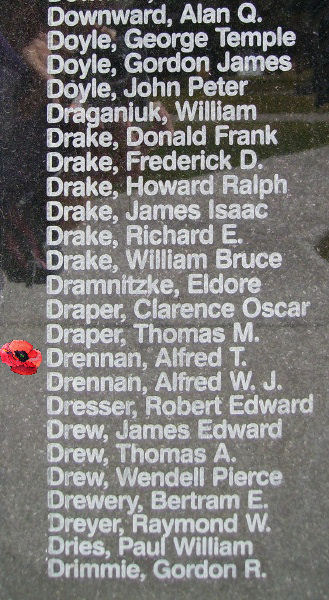 Downward, Alan Q.
Doyle, George Temple
Doyle, Gordon James
Doyle, John Peter
Draganiuk, William
Drake, Donald Frank
Drake, Frederick D.
Drake, Howard Ralph
Drake, James Isaac
Drake, Richard E.
Drake, William Bruce
Dramnitzke, Eldore
Draper, Clarence Oscar
Draper, Thomas M.
Drennan, Alfred T.
Drennan, Alfred W. J.
Dresser, Robert Edward
Drew, James Edward
Drew, Thomas A.
Drew, Wendell Pierce
Drewery, Bertram E.
Dreyer, Raymond W.
Dries, Paul William
Drimmie, Gordon R.